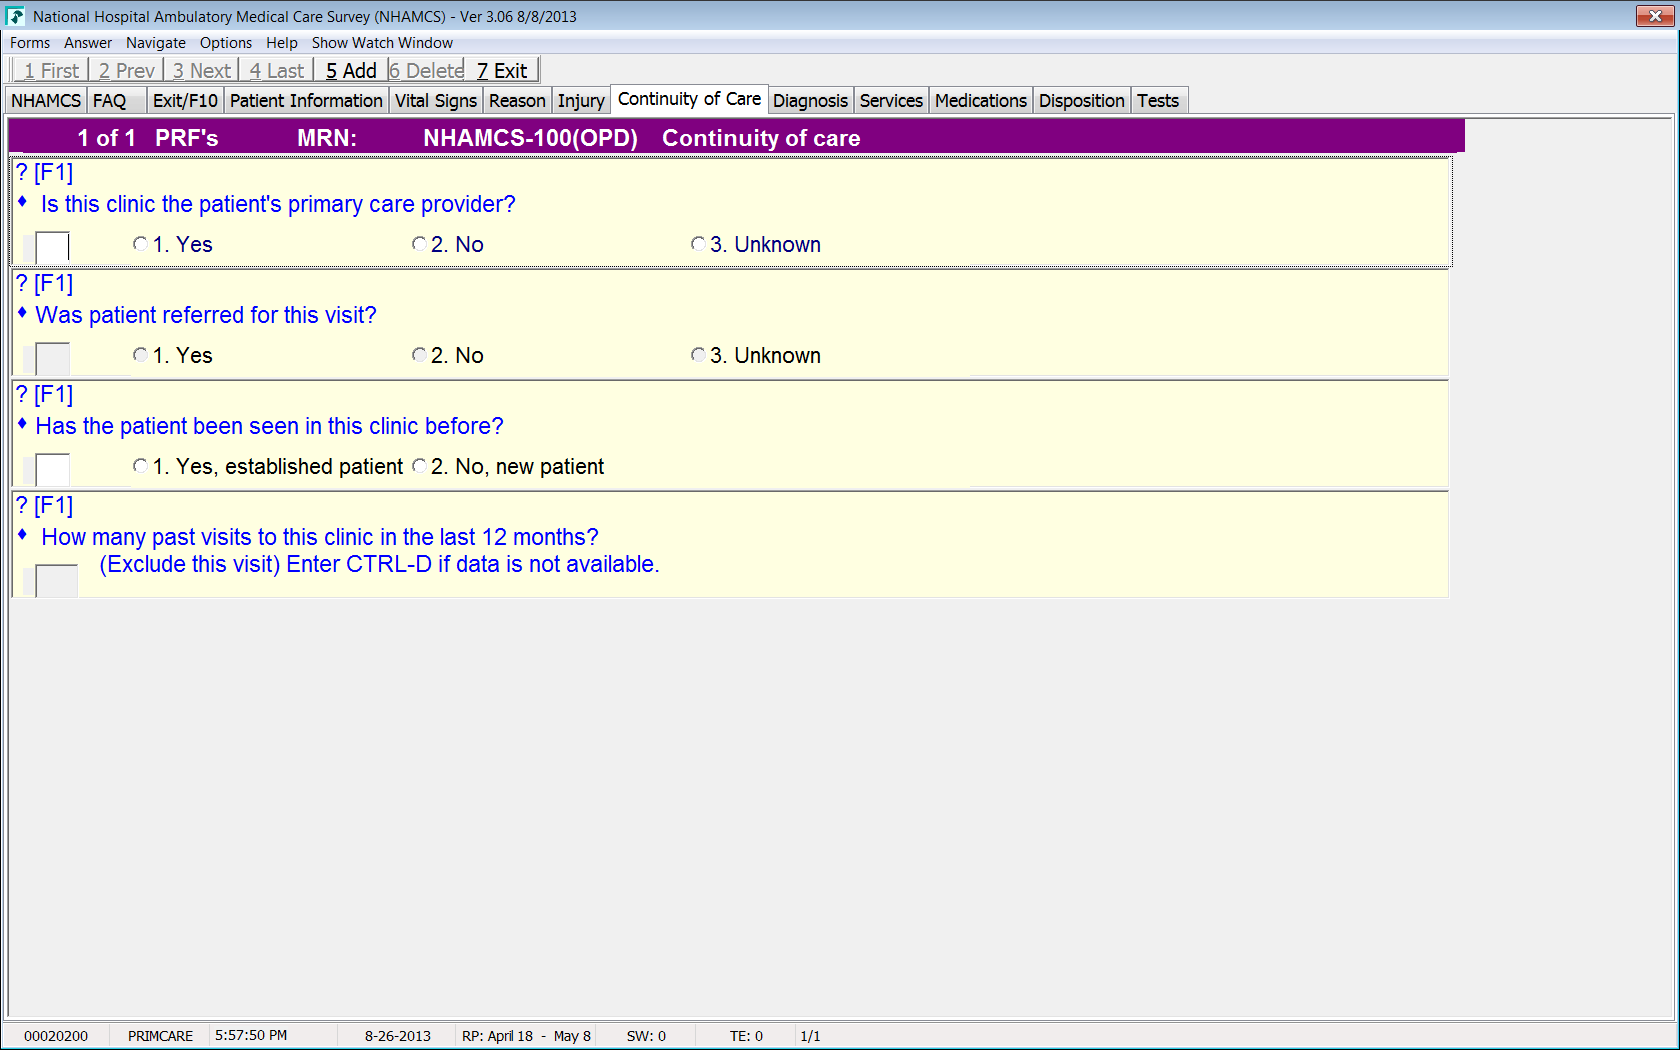 National Hospital Ambulatory Medical Care Survey (NHAMCS) - Ver 3.06 8/8/2013
Forms Answer Navigate Options Help Show Watch Window
1 First 2 Prev 3 Next 4 Last 5 Add 6 Delete 7 Exit
NHAMCS FAQ Exit/F10 Patient Information Vital Signs Reason Injury Continuity of Care Diagnosis Services Medications Disposition Tests
1 of 1 PRF's MRN: NHAMCS-100(OPD) Continuity of care
? [F1]
♦ Is this clinic the patient's primary care provider?
1. Yes 2. No 3. Unknown
? [F1]
♦ Was patient referred for this visit?
1. Yes 2. No 3. Unknown
? [F1]
♦ Has the patient been seen in this clinic before?
1. Yes, established patient 2. No, new patient
? [F1]
♦ How many past visits to this clinic in the last 12 months?
(Exclude this visit) Enter CTRL-D if data is not available.
00020200 PRIMCARE 5:57:50 PM 8-26-2013 RP: April 18 - May 8 SW: 0 TE: 0 1/1